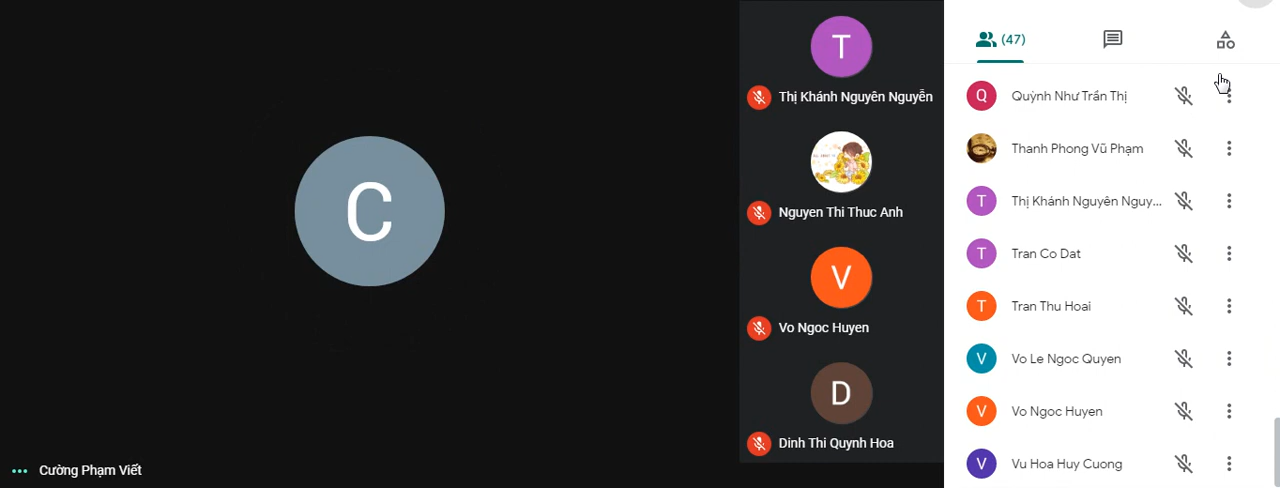 C
Cường Phạm Viết
T
Thị Khánh Nguyên Nguyễn
Nguyen Thi Thuc Anh
V
Vo Ngoc Huyen
D
Dinh Thi Quynh Hoa
(47)
Q Quỳnh Như Trần Thị
Thanh Phong Vũ Phạm
T Thị Khánh Nguyên Nguy...
T Tran Co Dat
T Tran Thu Hoai
V Vo Le Ngoc Quyen
V Vo Ngoc Huyen
V Vu Hoa Huy Cuong